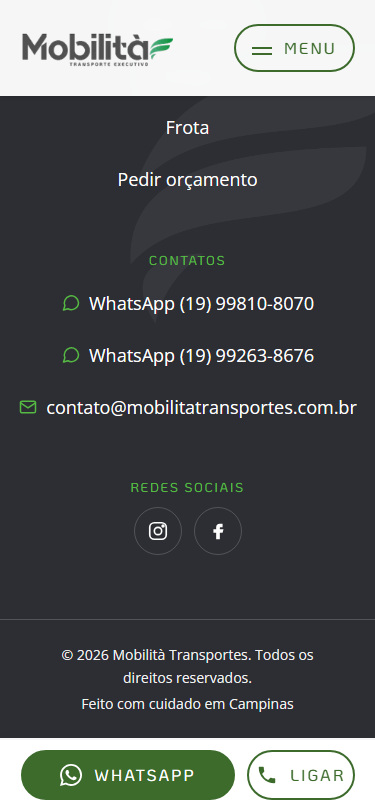 Mobilità
TRANSPORTE EXECUTIVO
MENU
Frota
Pedir orçamento
CONTATOS
WhatsApp (19) 99810-8070
WhatsApp (19) 99263-8676
contato@mobilitatransportes.com.br
REDES SOCIAIS
© 2026 Mobilità Transportes. Todos os
direitos reservados.
Feito com cuidado em Campinas
WHATSAPP
LIGAR